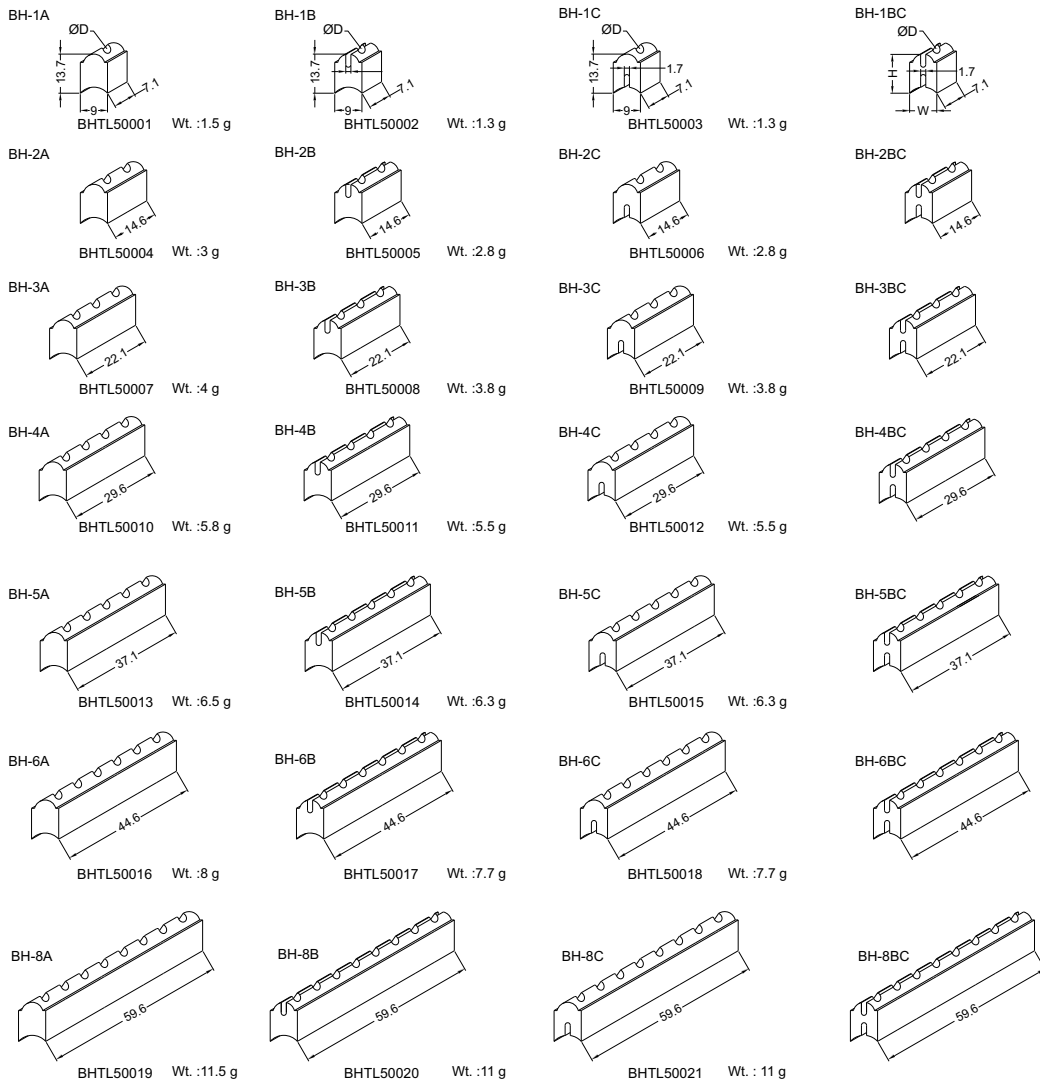 BH-1A BH-1B BH-1C BH-1BC
ØD ØD ØD ØD
13.7 9 7.1 13.7 9 7.1 13.7 9 1.7 7.1 H W 1.7 7.1
BHTL50001 Wt. :1.5 g BHTL50002 Wt. :1.3 g BHTL50003 Wt. :1.3 g
BH-2A BH-2B BH-2C BH-2BC
14.6 14.6 14.6 14.6
BHTL50004 Wt. :3 g BHTL50005 Wt. :2.8 g BHTL50006 Wt. :2.8 g
BH-3A BH-3B BH-3C BH-3BC
22.1 22.1 22.1 22.1
BHTL50007 Wt. :4 g BHTL50008 Wt. :3.8 g BHTL50009 Wt. :3.8 g
BH-4A BH-4B BH-4C BH-4BC
29.6 29.6 29.6 29.6
BHTL50010 Wt. :5.8 g BHTL50011 Wt. :5.5 g BHTL50012 Wt. :5.5 g
BH-5A BH-5B BH-5C BH-5BC
37.1 37.1 37.1 37.1
BHTL50013 Wt. :6.5 g BHTL50014 Wt. :6.3 g BHTL50015 Wt. :6.3 g
BH-6A BH-6B BH-6C BH-6BC
44.6 44.6 44.6 44.6
BHTL50016 Wt. :8 g BHTL50017 Wt. :7.7 g BHTL50018 Wt. :7.7 g
BH-8A BH-8B BH-8C BH-8BC
59.6 59.6 59.6 59.6
BHTL50019 Wt. :11.5 g BHTL50020 Wt. :11 g BHTL50021 Wt. : 11 g